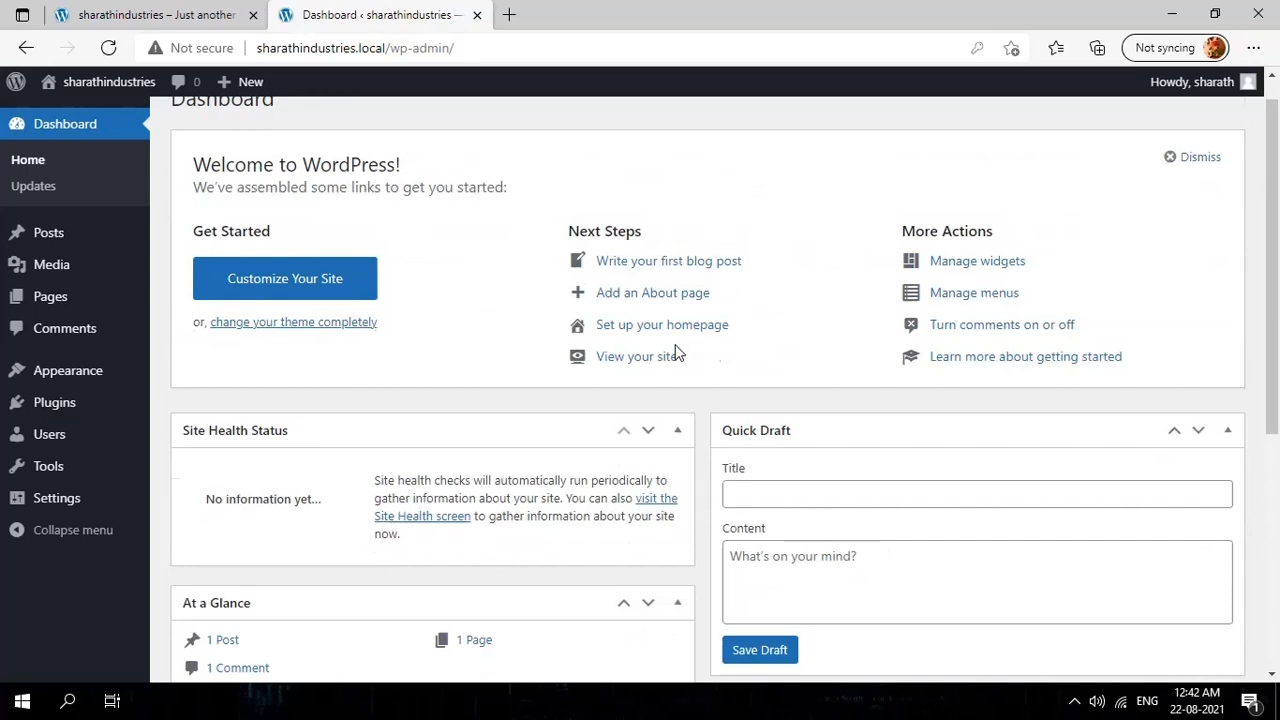 sharathindustries – Just another
Dashboard ‹ sharathindustries —
Not secure
sharathindustries.local/wp-admin/
Not syncing
sharathindustries
0
New
Howdy, sharath
Dashboard
Home
Updates
Posts
Media
Pages
Comments
Appearance
Plugins
Users
Tools
Settings
Collapse menu
Dashboard
Welcome to WordPress!
We've assembled some links to get you started:
Dismiss
Get Started
Customize Your Site
or, change your theme completely
Next Steps
Write your first blog post
Add an About page
Set up your homepage
View your site
More Actions
Manage widgets
Manage menus
Turn comments on or off
Learn more about getting started
Site Health Status
No information yet...
Site health checks will automatically run periodically to
gather information about your site. You can also visit the
Site Health screen to gather information about your site
now.
At a Glance
1 Post
1 Page
1 Comment
Quick Draft
Title
Content
What's on your mind?
Save Draft
ENG
12:42 AM
22-08-2021
1